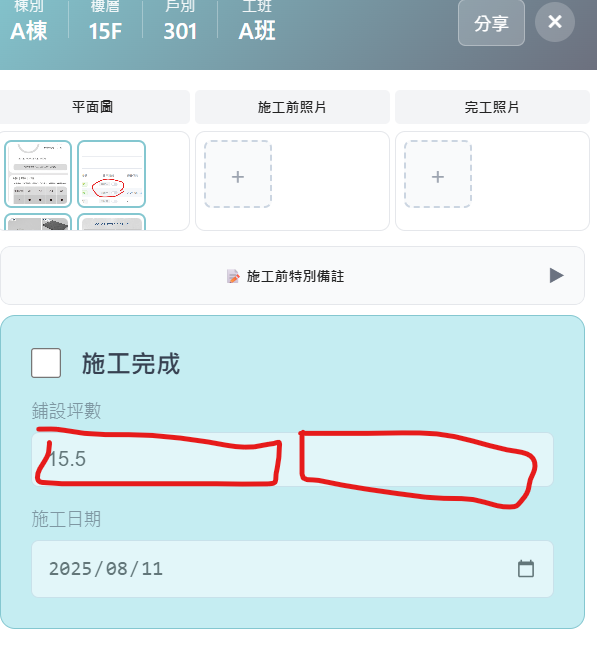 棟別 樓層 戶別 工班
A棟 15F 301 A班
分享 ×
平面圖 施工前照片 完工照片
+ +
施工前特別備註 ▶
施工完成
鋪設坪數
15.5
施工日期
2025/08/11